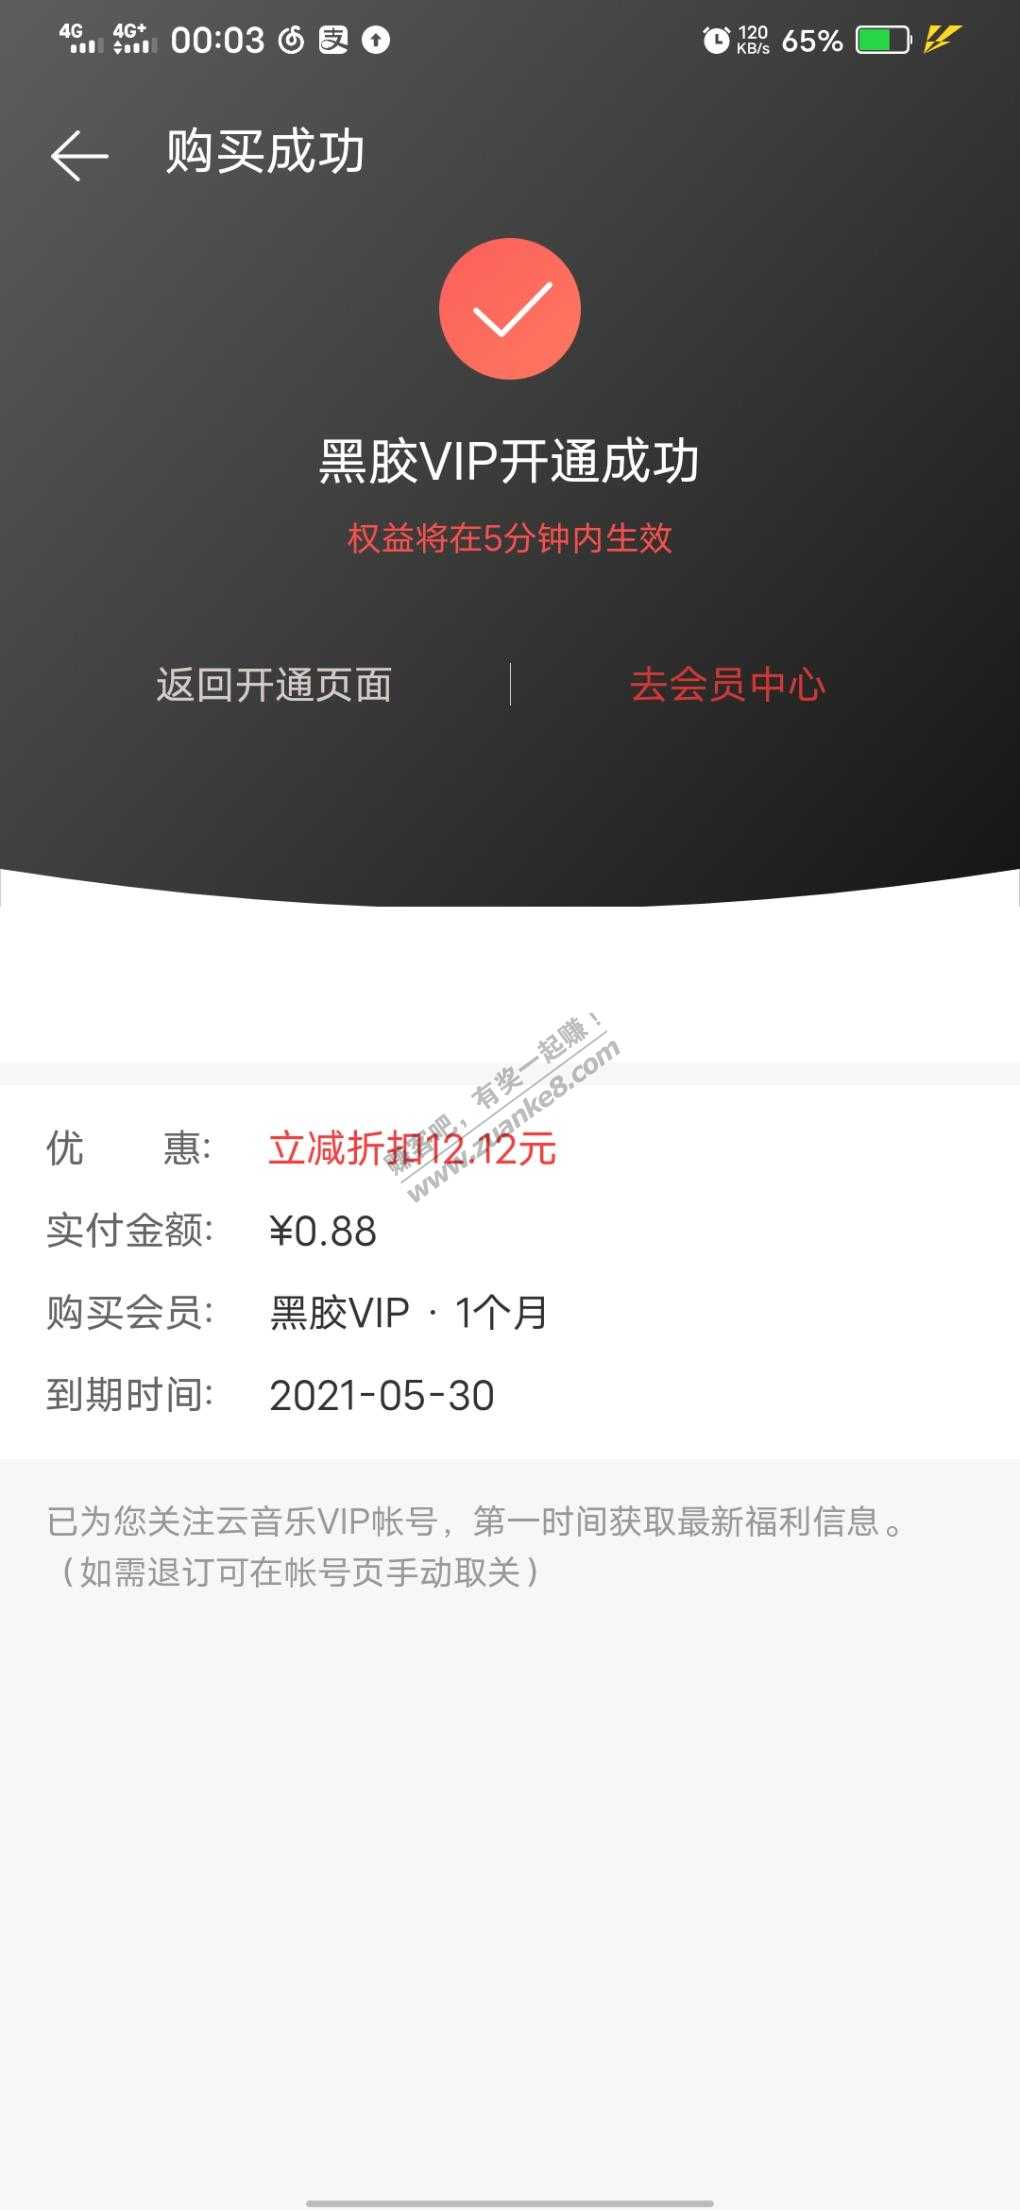 4G 4G+ 00:03 支 120 KB/s 65%
购买成功
黑胶VIP开通成功
权益将在5分钟内生效
返回开通页面 去会员中心
赚客吧，有奖一起赚！
www.zuanke8.com
优 惠: 立减折扣12.12元
实付金额: ¥0.88
购买会员: 黑胶VIP · 1个月
到期时间: 2021-05-30
已为您关注云音乐VIP帐号，第一时间获取最新福利信息。
（如需退订可在帐号页手动取关）